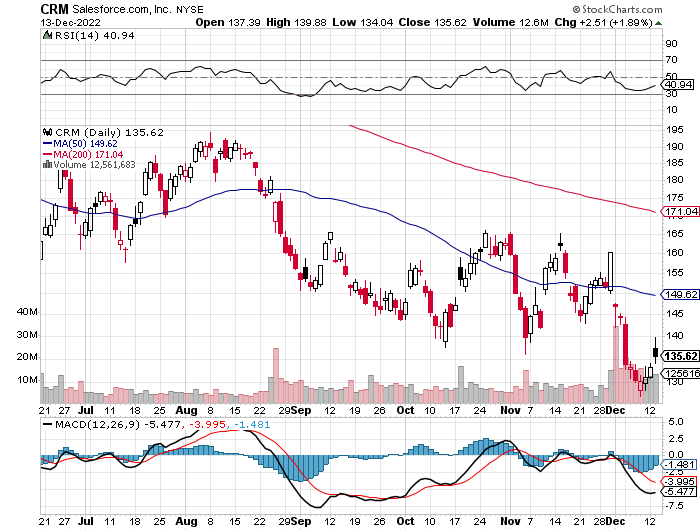 CRM Salesforce.com, Inc. NYSE © StockCharts.com
13-Dec-2022 Open 137.39 High 139.88 Low 134.04 Close 135.62 Volume 12.6M Chg +2.51 (+1.89%)
RSI(14) 40.94
90
70
50
40.94
30
10
CRM (Daily) 135.62
MA(50) 149.62
MA(200) 171.04
Volume 12,561,683
195
190
185
180
175
171.04
165
160
155
149.62
145
140
135.62
125616
130
40M
30M
20M
10M
21 27 Jul 11 18 25 Aug 8 15 22 29 Sep 12 19 26 Oct 10 17 24 Nov 7 14 21 28 Dec 12
MACD(12,26,9) -5.477, -3.995, -1.481
5.0
2.5
0.0
-1.481
-2.5
-3.995
-5.477
-7.5
21 27 Jul 11 18 25 Aug 8 15 22 29 Sep 12 19 26 Oct 10 17 24 Nov 7 14 21 28 Dec 12